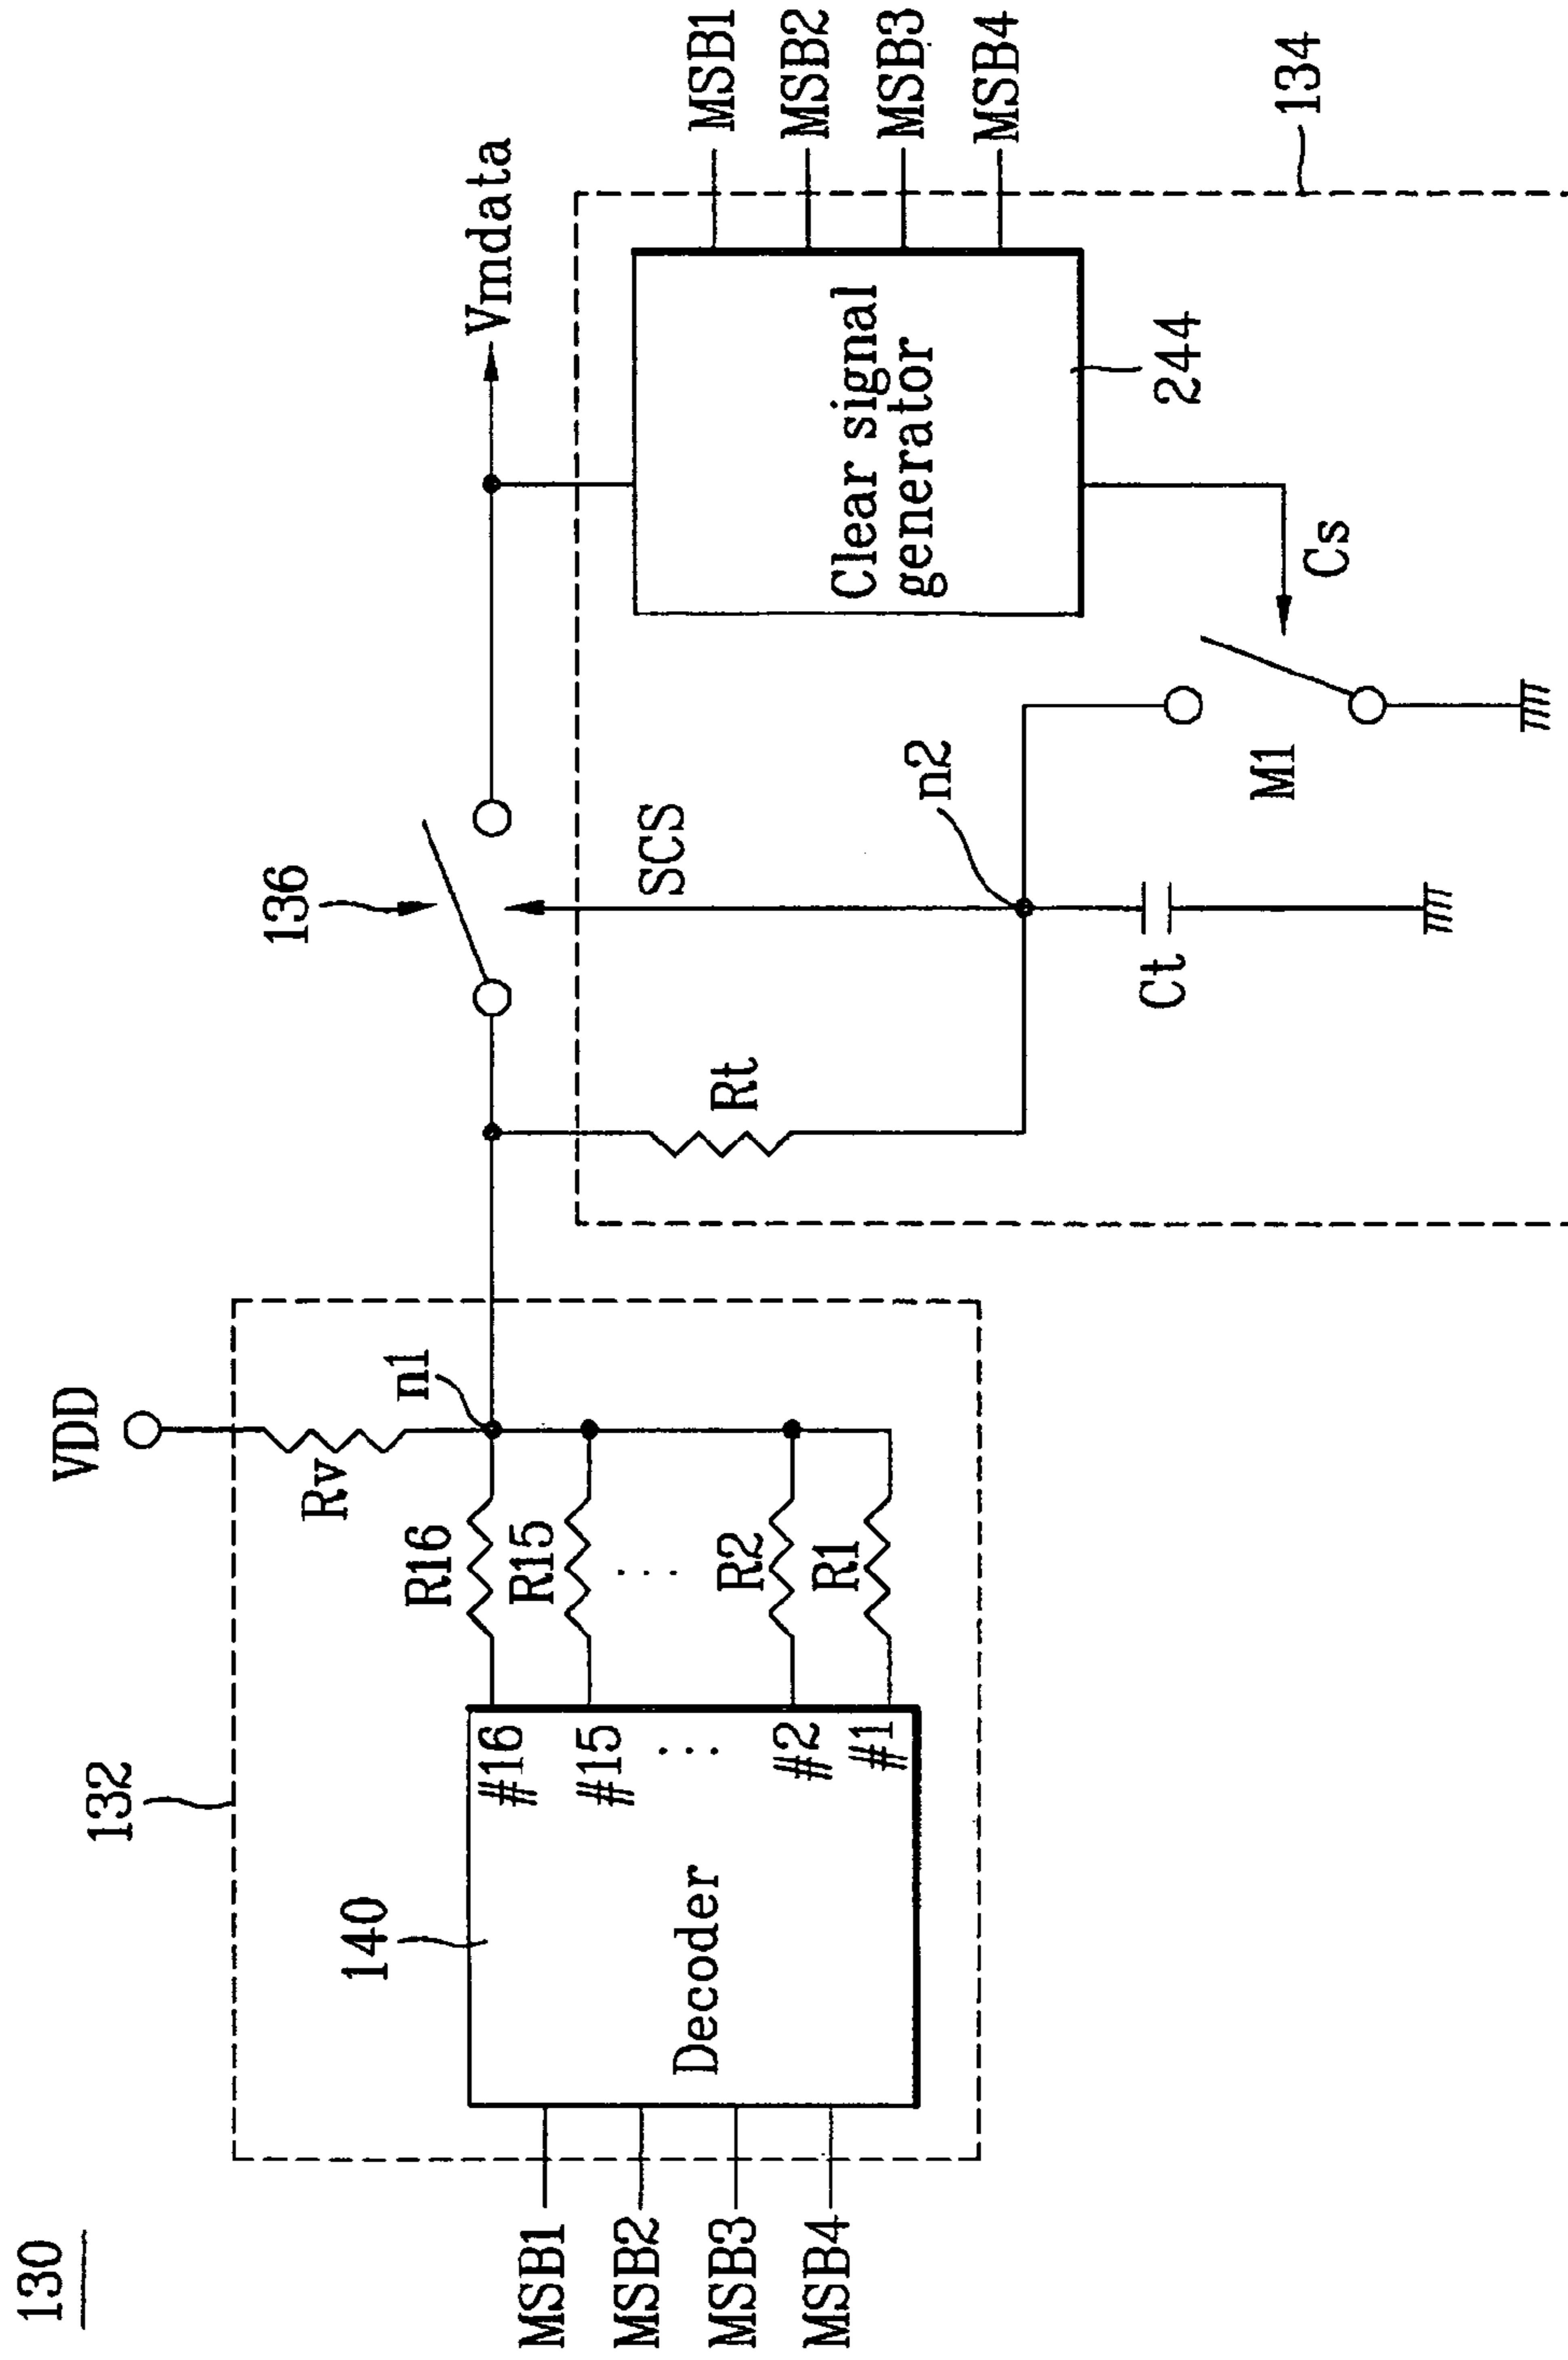 130
132
VDD
Rv
n1
140
Decoder
#16
#15
⋮
#2
#1
R16
R15
⋮
R2
R1
MSB1
MSB2
MSB3
MSB4
136
Vmdata
SCS
Rt
n2
Ct
M1
Cs
Clear signal
generator
244
MSB1
MSB2
MSB3
MSB4
134